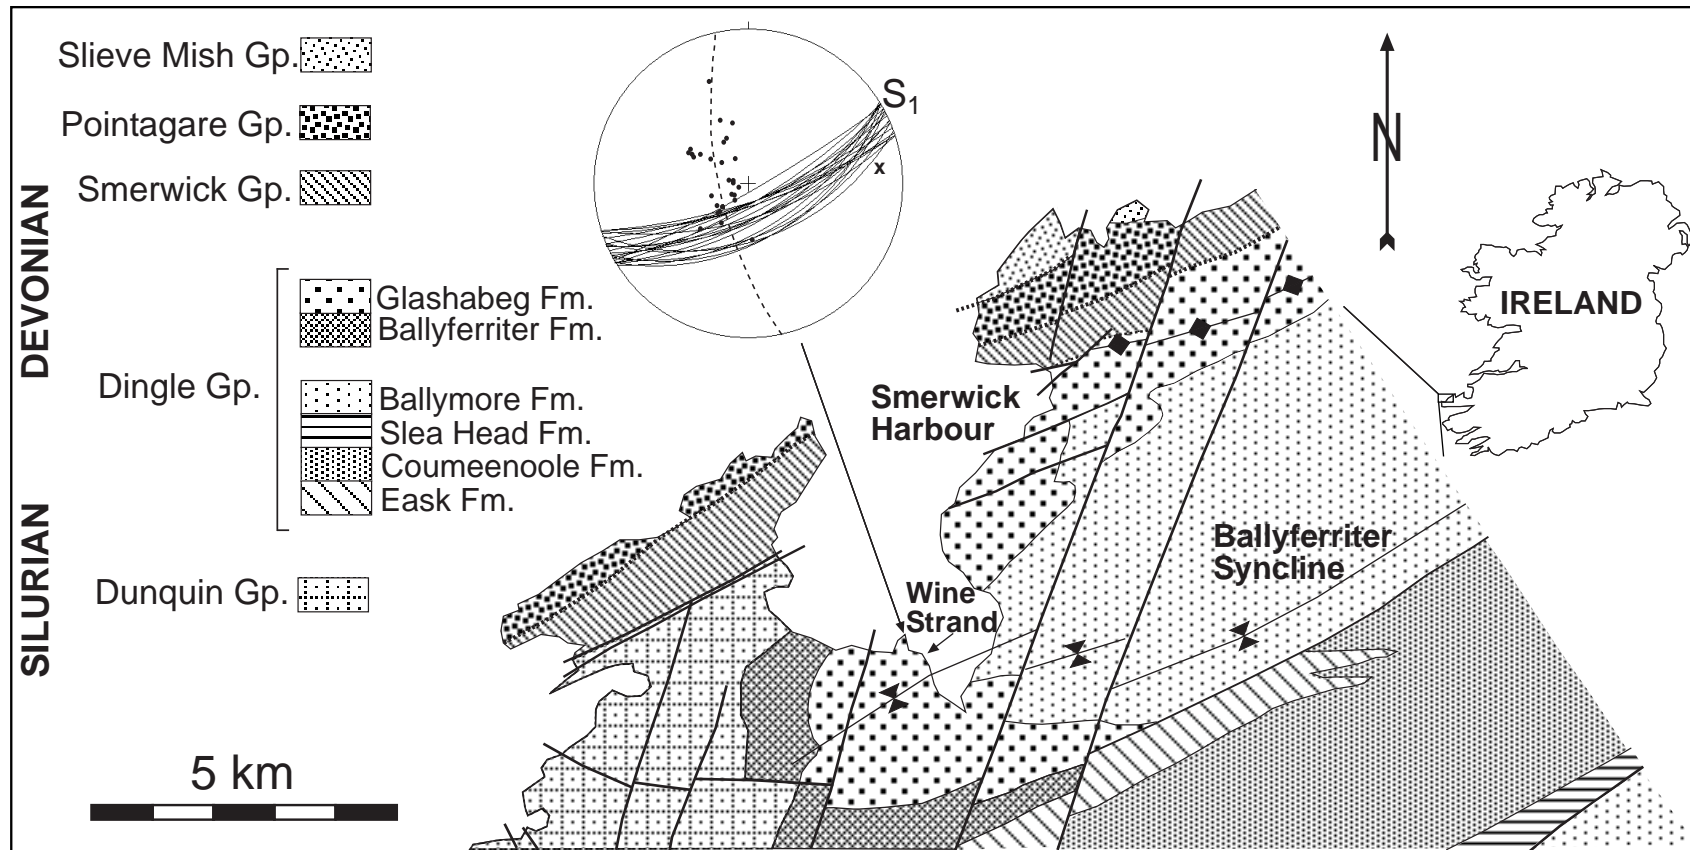 Slieve Mish Gp.
Pointagare Gp.
Smerwick Gp.
DEVONIAN
Glashabeg Fm.
Ballyferriter Fm.
Dingle Gp.
Ballymore Fm.
Slea Head Fm.
Coumeenoole Fm.
Eask Fm.
SILURIAN
Dunquin Gp.
5 km
S1
x
N
IRELAND
Smerwick
Harbour
Ballyferriter
Syncline
Wine
Strand